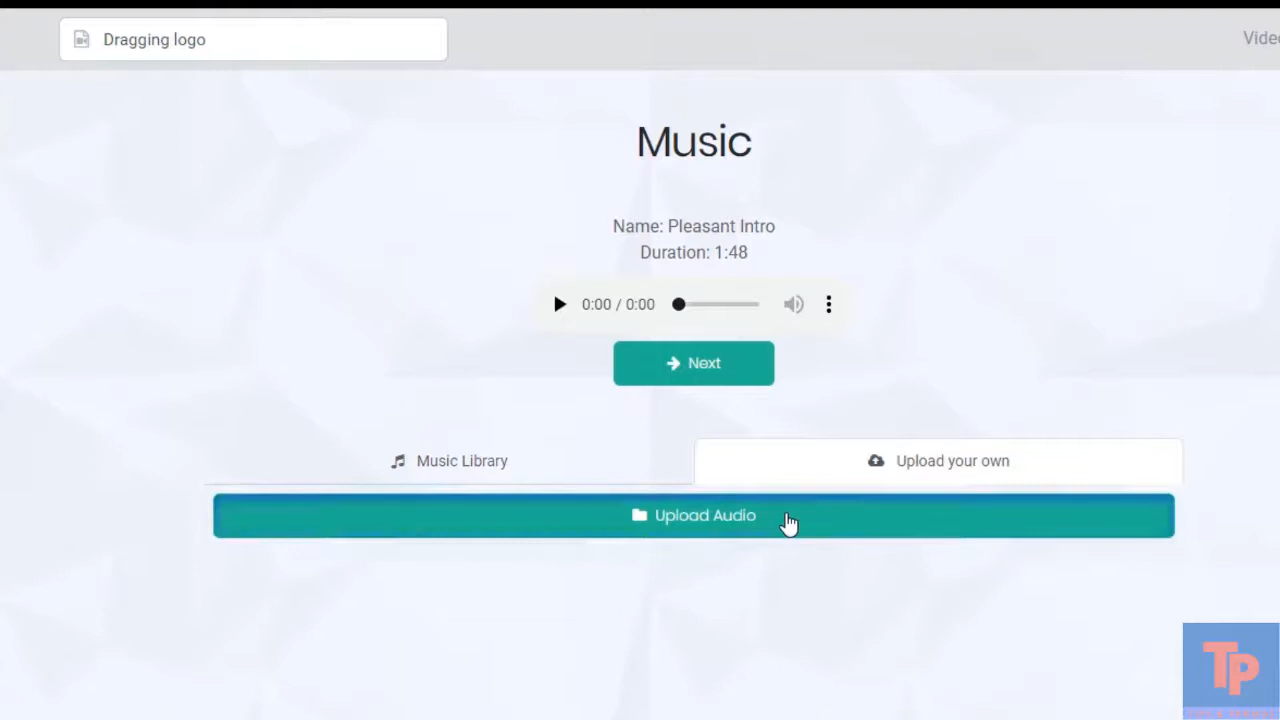 Dragging logo
Vide
Music
Name: Pleasant Intro
Duration: 1:48
0:00 / 0:00
Next
Music Library
Upload your own
Upload Audio
TP